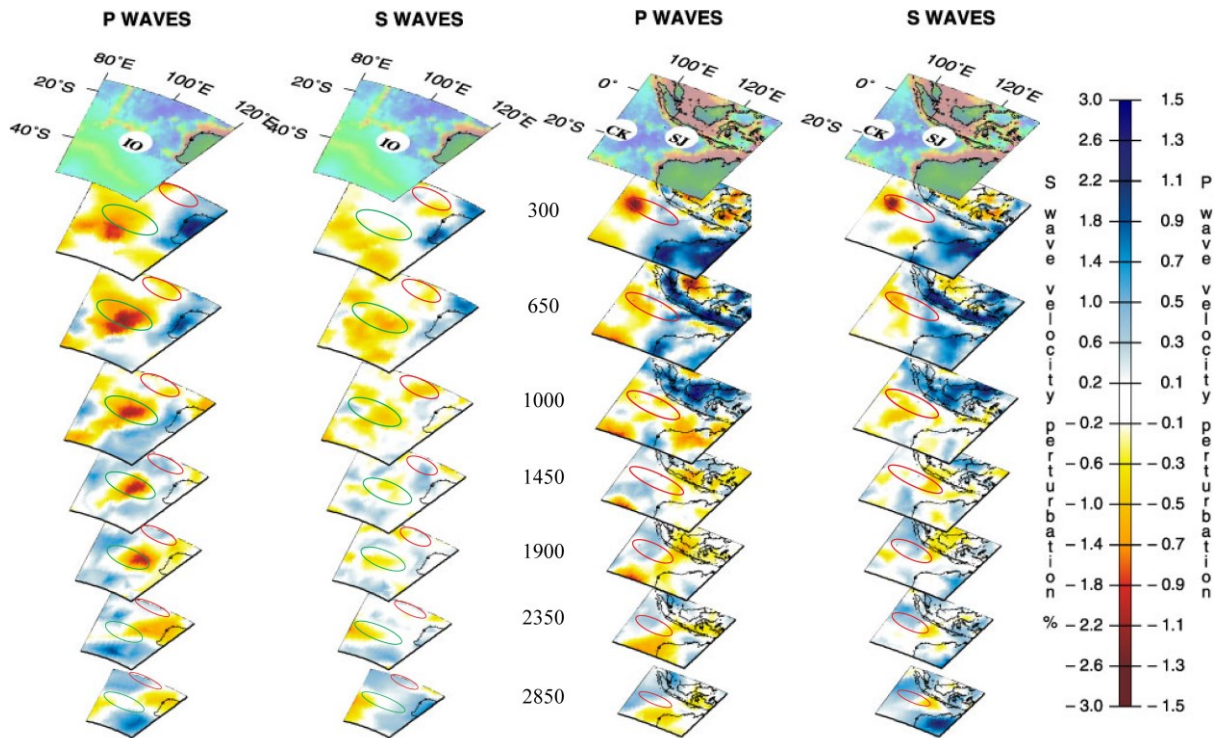 P WAVES
S WAVES
P WAVES
S WAVES
80°E
100°E
120°E
20°S
40°S
IO
80°E
100°E
120°E
20°S
40°S
IO
100°E
120°E
0°
20°S
CK
SJ
100°E
120°E
0°
20°S
CK
SJ
300
650
1000
1450
1900
2350
2850
3.0 1.5
2.6 1.3
2.2 1.1
1.8 0.9
1.4 0.7
1.0 0.5
0.6 0.3
0.2 0.1
– 0.2 – 0.1
– 0.6 – 0.3
– 1.0 – 0.5
– 1.4 – 0.7
– 1.8 – 0.9
– 2.2 – 1.1
– 2.6 – 1.3
– 3.0 – 1.5
S wave velocity perturbation %
P wave velocity perturbation